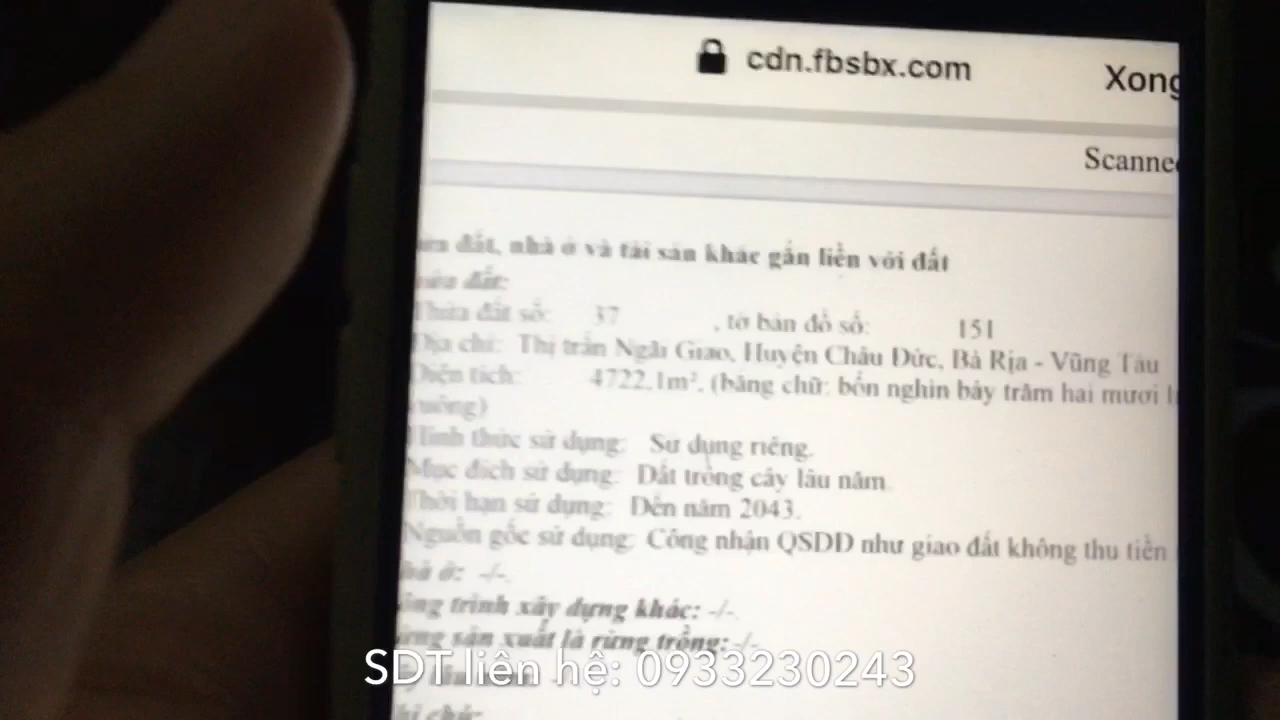 cdn.fbsbx.com
Xong
Scanned
đất, nhà ở và tài sản khác gắn liền với đất
đất:
Thửa đất số: 37 , tờ bản đồ số: 151
Địa chỉ: Thị trấn Ngãi Giao, Huyện Châu Đức, Bà Rịa - Vũng Tàu
Diện tích: 4722.1m². (bằng chữ: bốn nghìn bảy trăm hai mươi
vuông)
Hình thức sử dụng: Sử dụng riêng.
Mục đích sử dụng: Đất trồng cây lâu năm
Thời hạn sử dụng: Đến năm 2043.
Nguồn gốc sử dụng: Công nhận QSDĐ như giao đất không thu tiền
ở: -/-.
trình xây dựng khác: -/-.
sản xuất là rừng trồng: -/-
SDT liên hệ: 0933230243